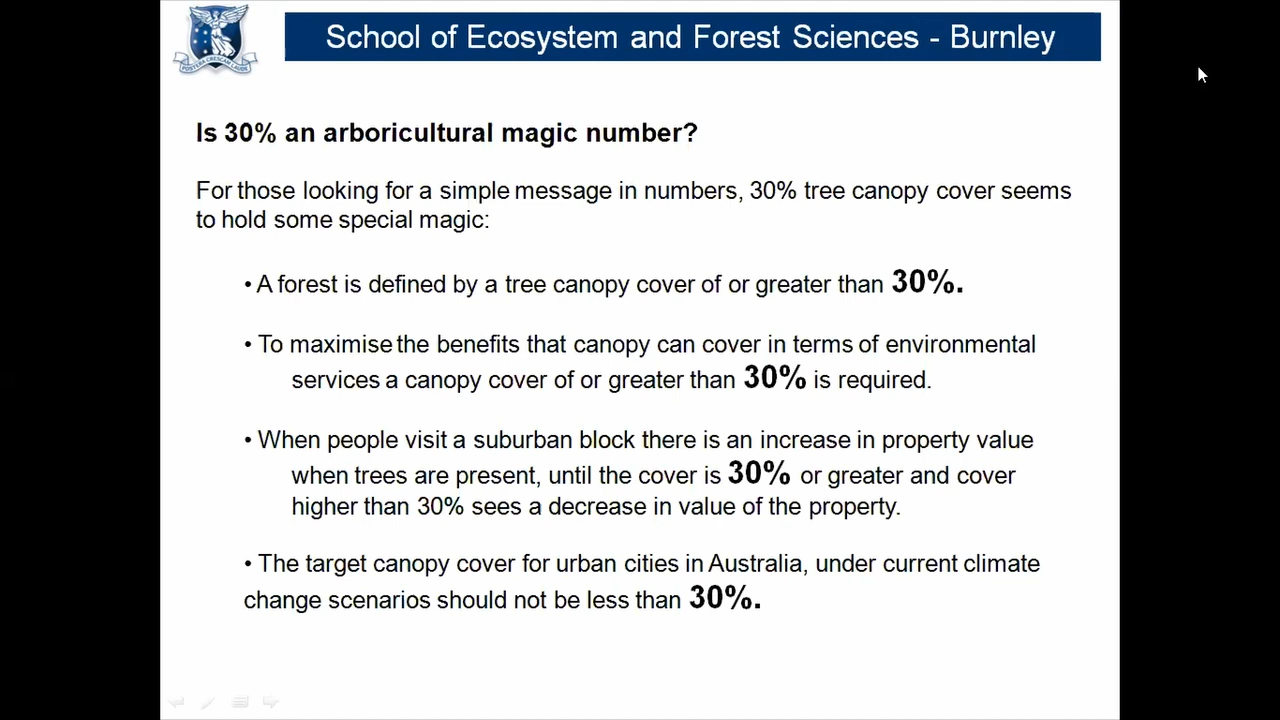 School of Ecosystem and Forest Sciences - Burnley
POSTERA CRESCAM LAUDE
Is 30% an arboricultural magic number?
For those looking for a simple message in numbers, 30% tree canopy cover seems
to hold some special magic:
• A forest is defined by a tree canopy cover of or greater than 30%.
• To maximise the benefits that canopy can cover in terms of environmental
services a canopy cover of or greater than 30% is required.
• When people visit a suburban block there is an increase in property value
when trees are present, until the cover is 30% or greater and cover
higher than 30% sees a decrease in value of the property.
• The target canopy cover for urban cities in Australia, under current climate
change scenarios should not be less than 30%.